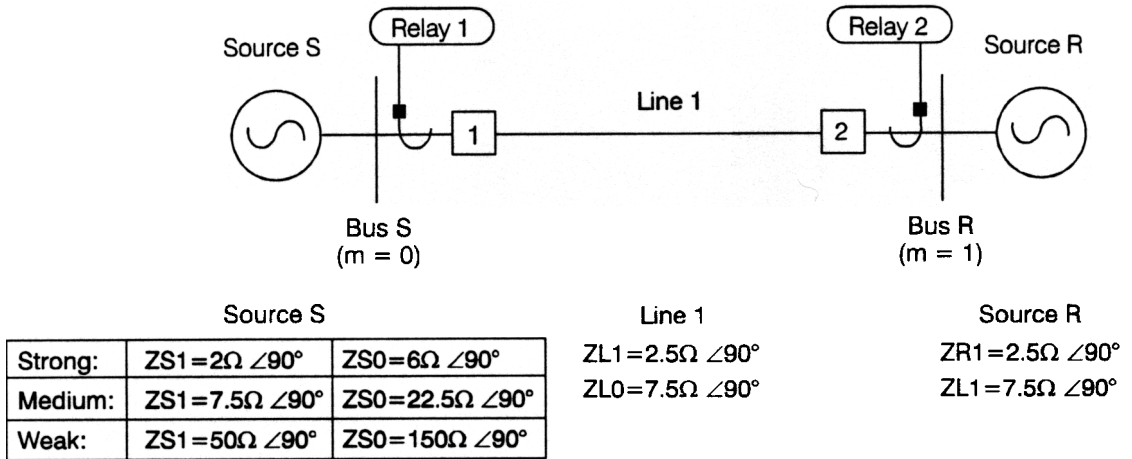 Relay 1
Relay 2
Source S
Source R
Line 1
1
2
Bus S
(m = 0)
Bus R
(m = 1)
Source S
Strong: ZS1=2Ω ∠90° ZS0=6Ω ∠90°
Medium: ZS1=7.5Ω ∠90° ZS0=22.5Ω ∠90°
Weak: ZS1=50Ω ∠90° ZS0=150Ω ∠90°
Line 1
ZL1=2.5Ω ∠90°
ZL0=7.5Ω ∠90°
Source R
ZR1=2.5Ω ∠90°
ZL1=7.5Ω ∠90°